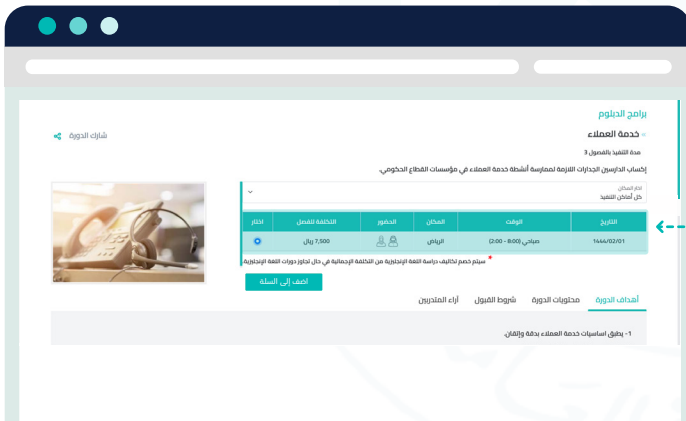 برامج الدبلوم
» خدمة العملاء
شارك الدورة
مدة التنفيذ بالفصول 3
إكساب الدارسين الجدارات اللازمة لممارسة أنشطة خدمة العملاء في مؤسسات القطاع الحكومي.
اختر المكان
كل أماكن التنفيذ
التاريخ الوقت المكان الحضور التكلفة للفصل اختار
1444/02/01 صباحي (8:00 - 2:00) الرياض 7,500 ريال
* سيتم خصم تكاليف دراسة اللغة الإنجليزية من التكلفة الإجمالية في حال تجاوز دورات اللغة الإنجليزية
اضف إلى السلة
أهداف الدورة محتويات الدورة شروط القبول آراء المتدربين
1- يطبق اساسيات خدمة العملاء بدقة وإتقان.